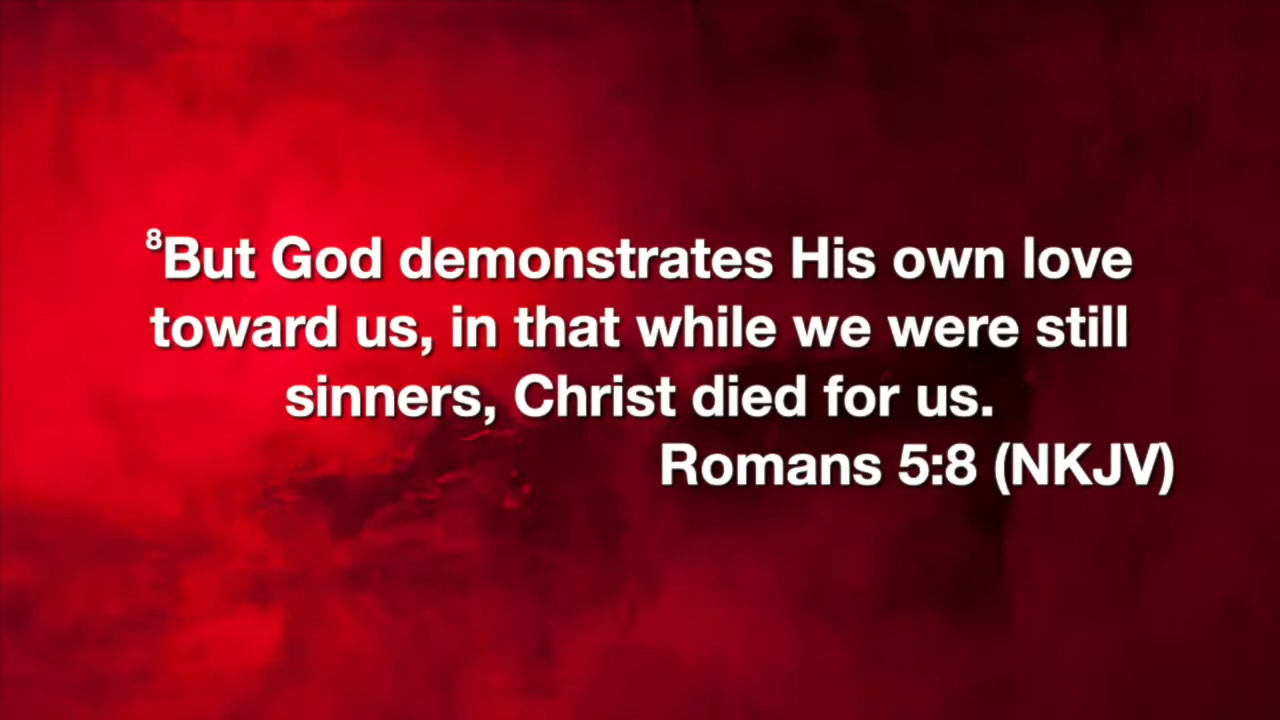 ⁸But God demonstrates His own love
toward us, in that while we were still
sinners, Christ died for us.
Romans 5:8 (NKJV)